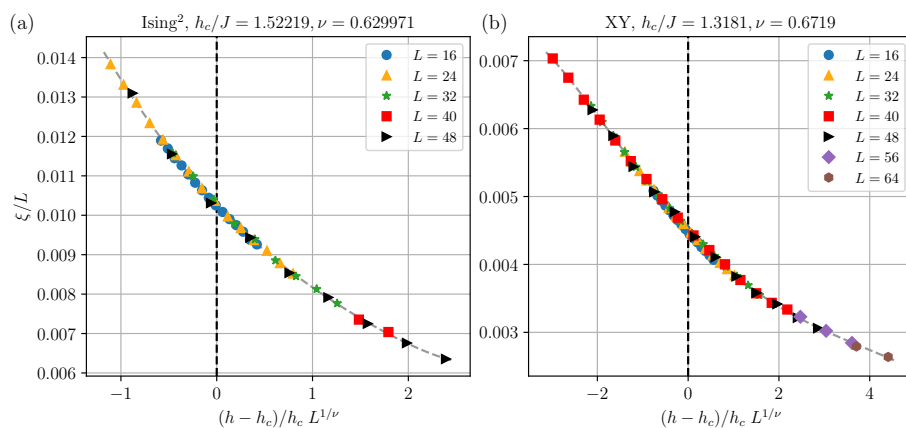 (a)
Ising², h_c/J = 1.52219, ν = 0.629971
ξ/L
0.014
0.013
0.012
0.011
0.010
0.009
0.008
0.007
0.006
L = 16
L = 24
L = 32
L = 40
L = 48
−1
0
1
2
(h − h_c)/h_c L^{1/ν}
(b)
XY, h_c/J = 1.3181, ν = 0.6719
0.007
0.006
0.005
0.004
0.003
L = 16
L = 24
L = 32
L = 40
L = 48
L = 56
L = 64
−2
0
2
4
(h − h_c)/h_c L^{1/ν}